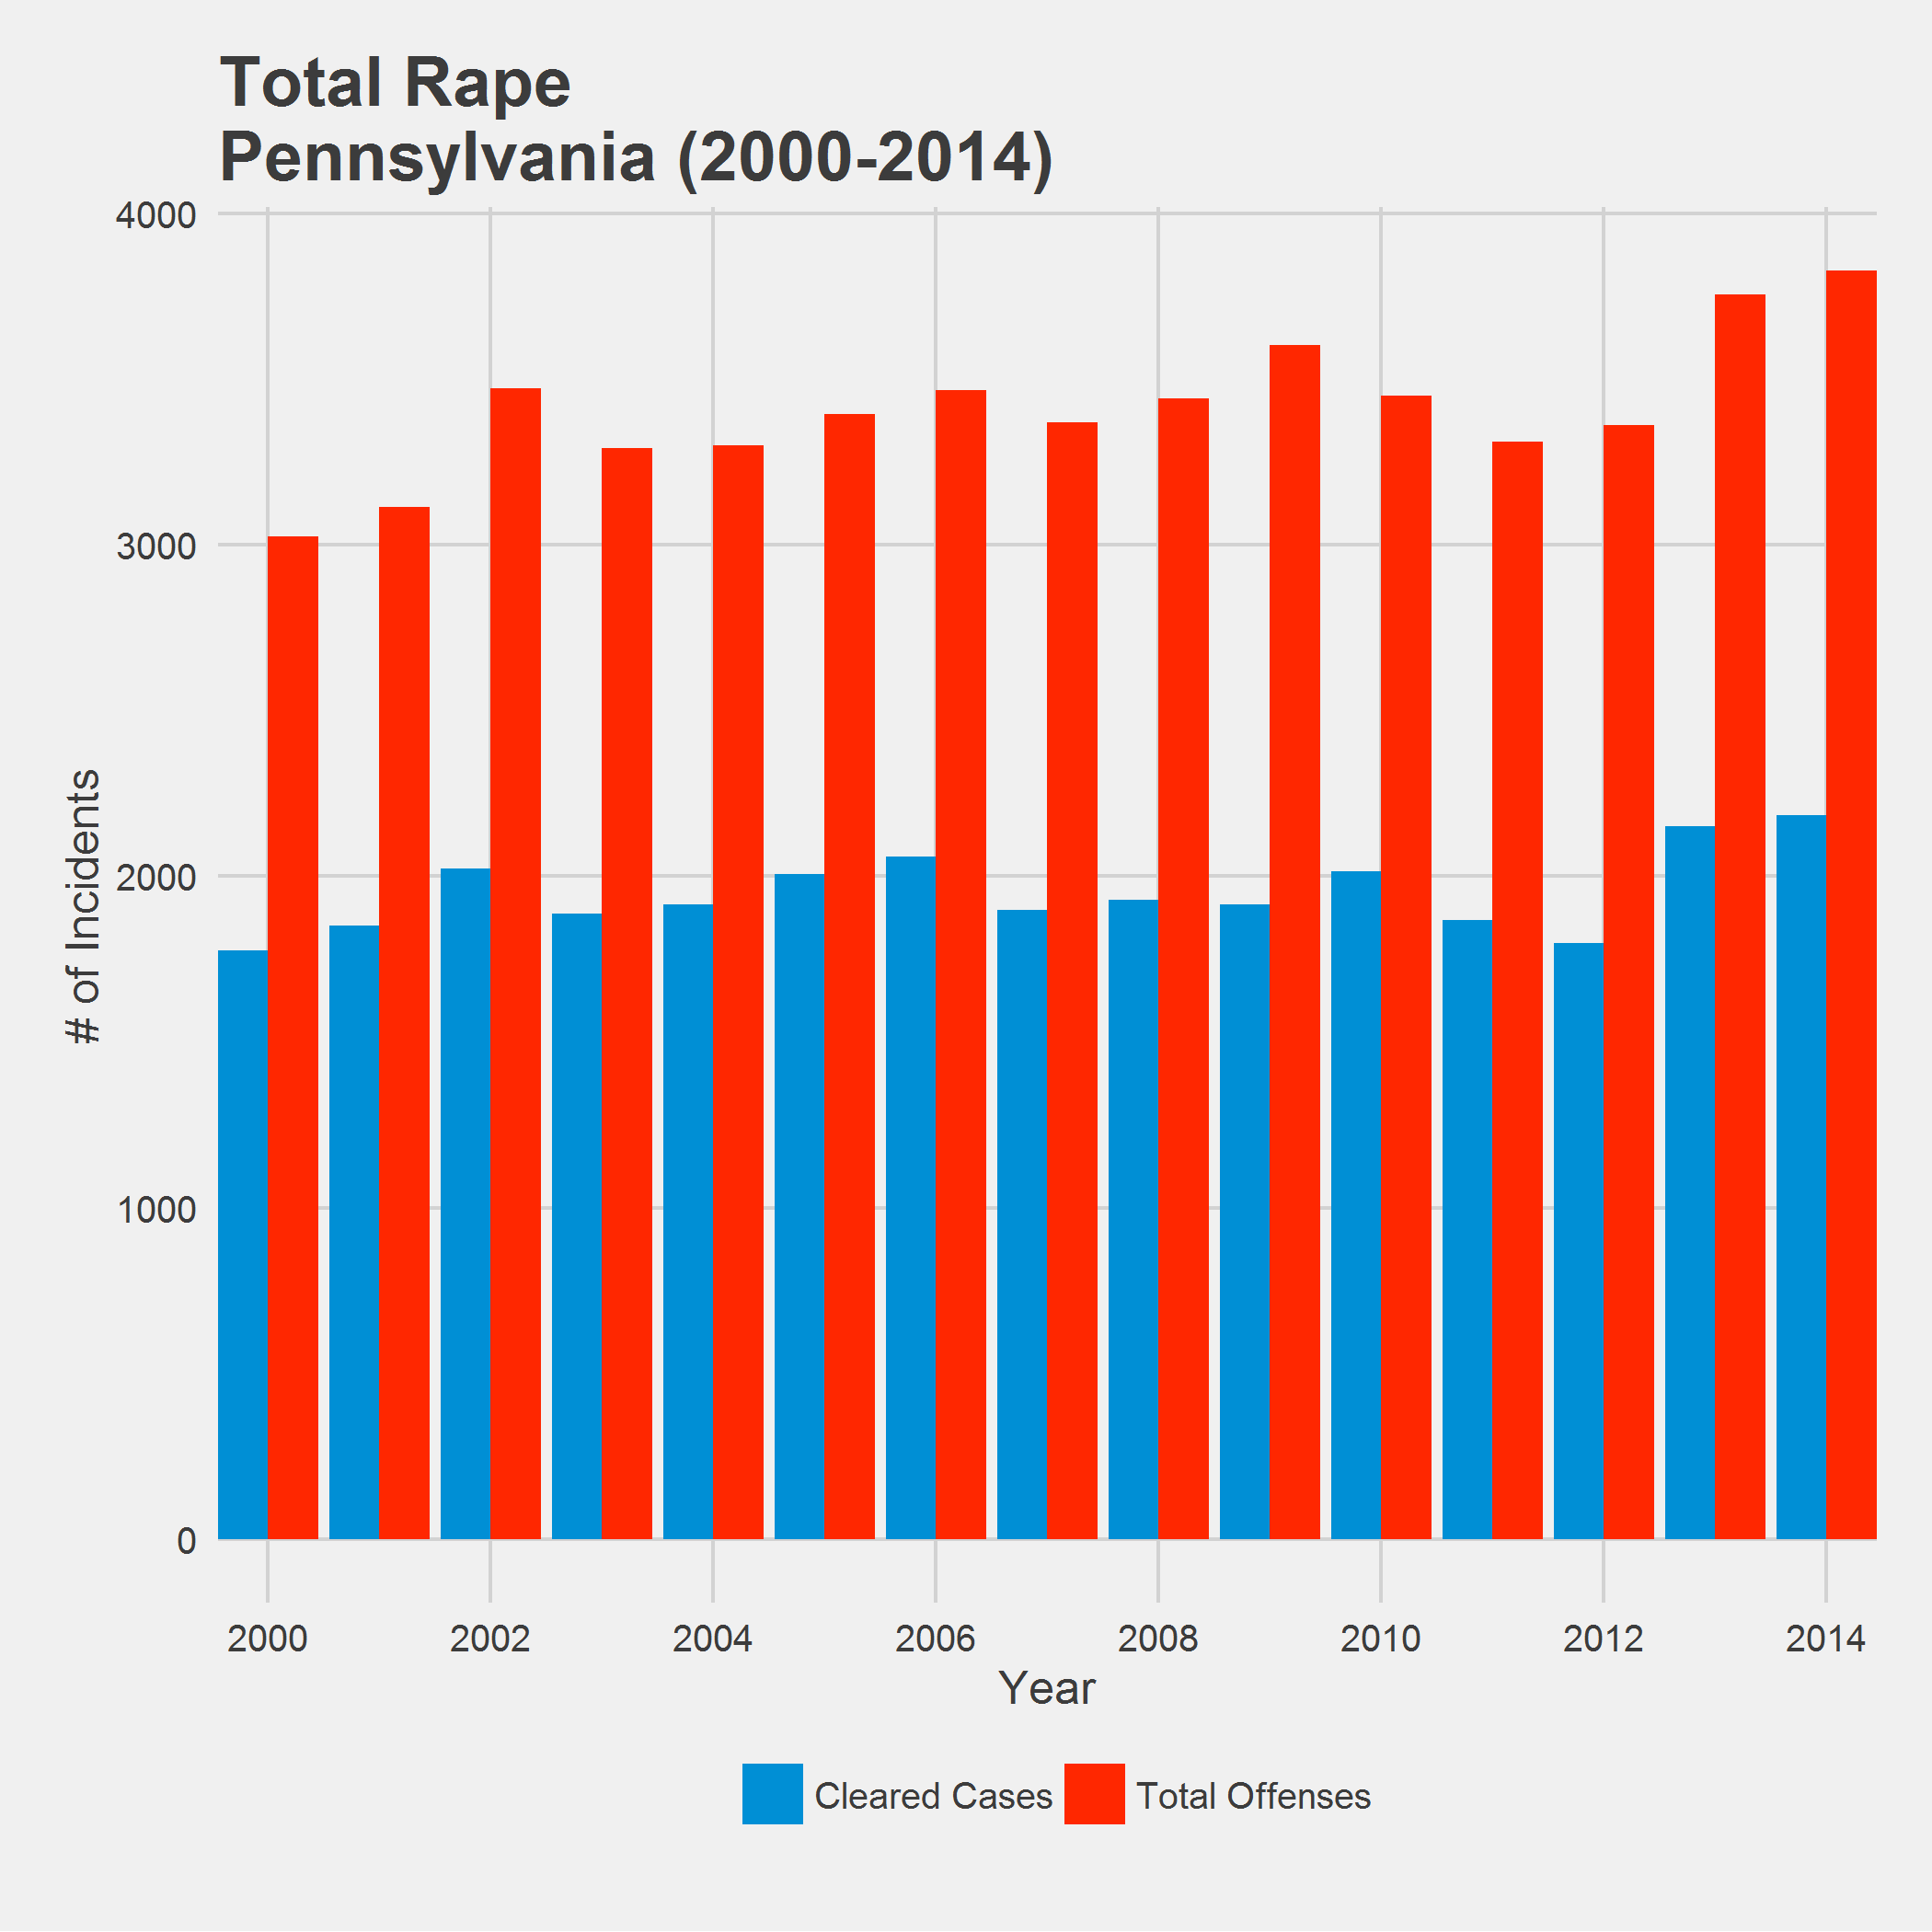 Total Rape
Pennsylvania (2000-2014)
4000
3000
2000
1000
0
# of Incidents
2000 2002 2004 2006 2008 2010 2012 2014
Year
Cleared Cases Total Offenses